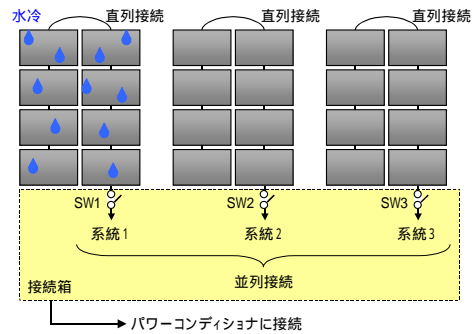 水冷
直列接続
直列接続
直列接続
SW1
SW2
SW3
系統1
系統2
系統3
並列接続
接続箱
パワーコンディショナに接続